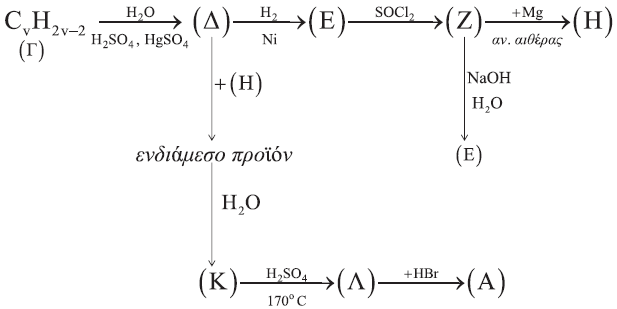 CνH2ν−2 (Γ) H2O H2SO4, HgSO4 (Δ) H2 Ni (E) SOCl2 (Z) +Mg αν. αιθέρας (H)
+(H) NaOH H2O
ενδιάμεσο προϊόν (E)
H2O
(K) H2SO4 170°C (Λ) +HBr (A)